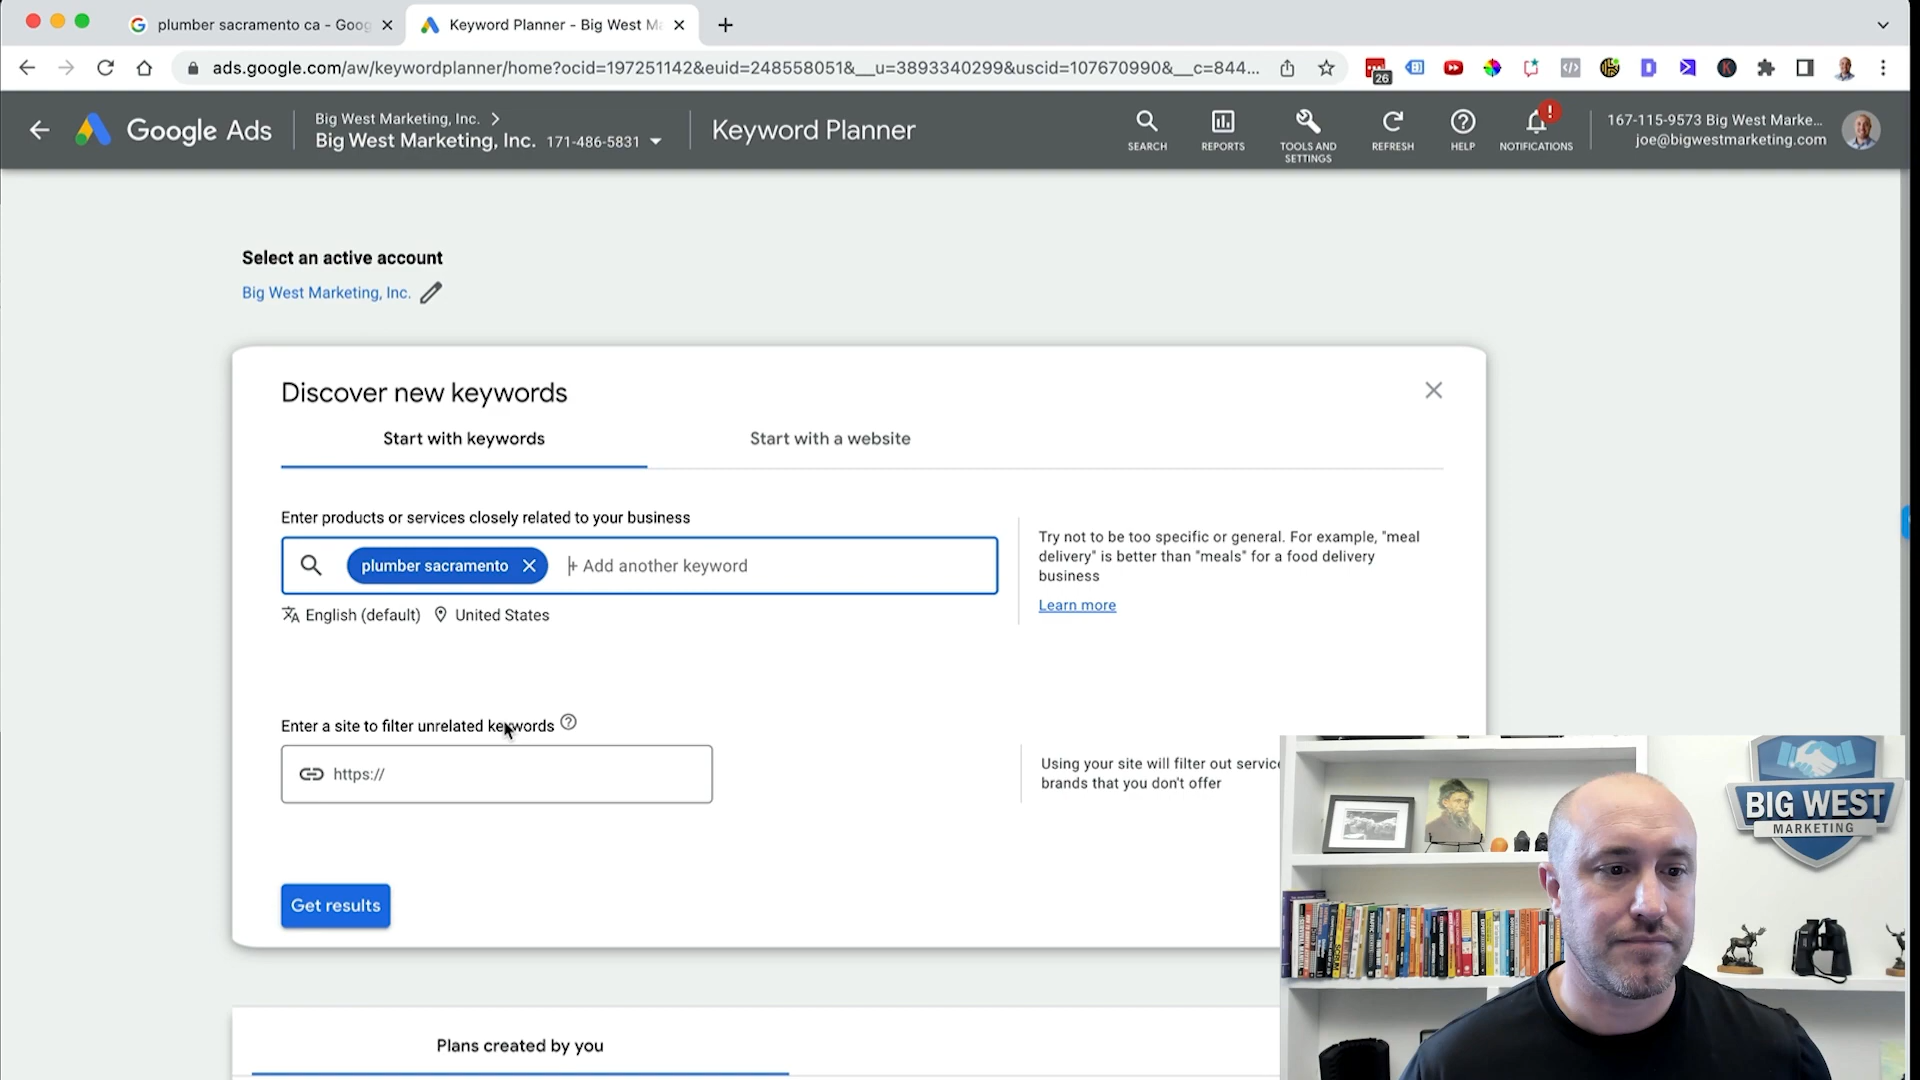 plumber sacramento ca - Goog
Keyword Planner - Big West Ma
ads.google.com/aw/keywordplanner/home?ocid=197251142&euid=248558051&__u=3893340299&uscid=107670990&__c=844...
26
Google Ads
Big West Marketing, Inc.
Big West Marketing, Inc. 171-486-5831
Keyword Planner
SEARCH
REPORTS
TOOLS AND
SETTINGS
REFRESH
HELP
NOTIFICATIONS
167-115-9573 Big West Marke...
joe@bigwestmarketing.com
Select an active account
Big West Marketing, Inc.
Discover new keywords
Start with keywords
Start with a website
Enter products or services closely related to your business
plumber sacramento
+ Add another keyword
English (default)
United States
Try not to be too specific or general. For example, "meal
delivery" is better than "meals" for a food delivery
business
Learn more
Enter a site to filter unrelated keywords
https://
Using your site will filter out service
brands that you don't offer
Get results
Plans created by you
BIG WEST
MARKETING